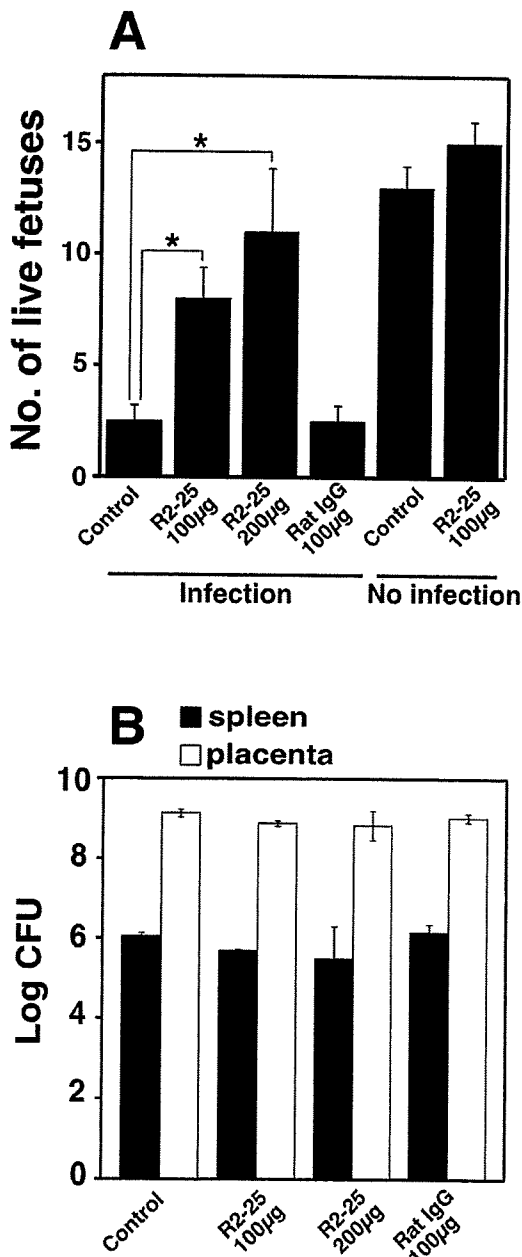 A
No. of live fetuses
15
10
5
0
*
*
Control
R2-25
100µg
R2-25
200µg
Rat IgG
100µg
Control
R2-25
100µg
Infection
No infection
B
spleen
placenta
Log CFU
10
8
6
4
2
0
Control
R2-25
100µg
R2-25
200µg
Rat IgG
100µg